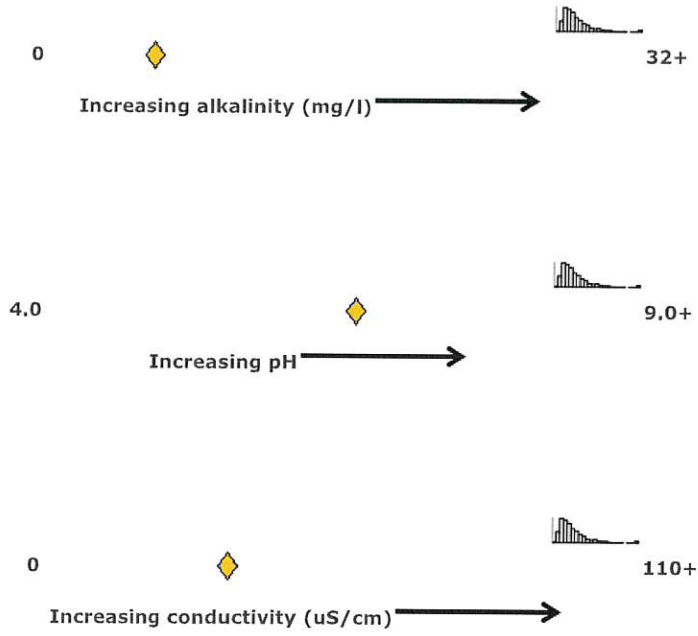 0 32+
Increasing alkalinity (mg/l)
4.0 9.0+
Increasing pH
0 110+
Increasing conductivity (uS/cm)